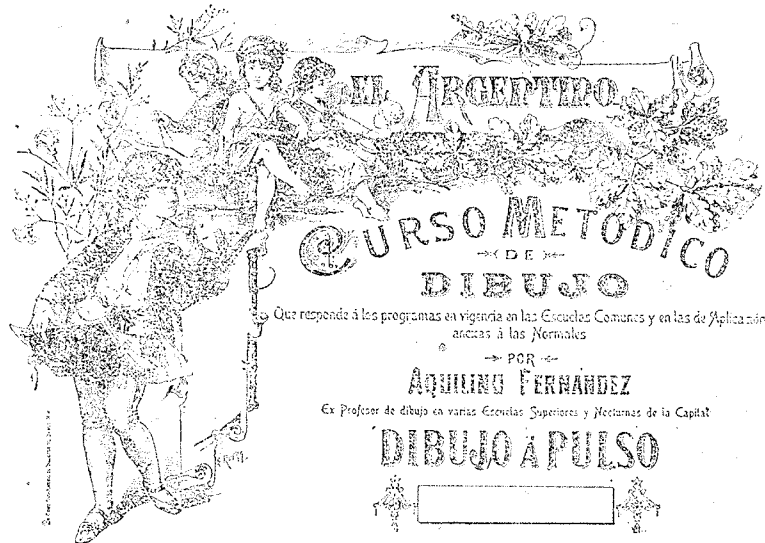 EL ARGENTINO
CURSO METÓDICO
DE
DIBUJO
Que responde á los programas en vigencia en las Escuelas Comunes y en las de Aplicación
anexas á las Normales
POR
AQUILINO FERNÁNDEZ
Ex Profesor de dibujo en varias Escuelas Superiores y Nocturnas de la Capital
DIBUJO Á PULSO